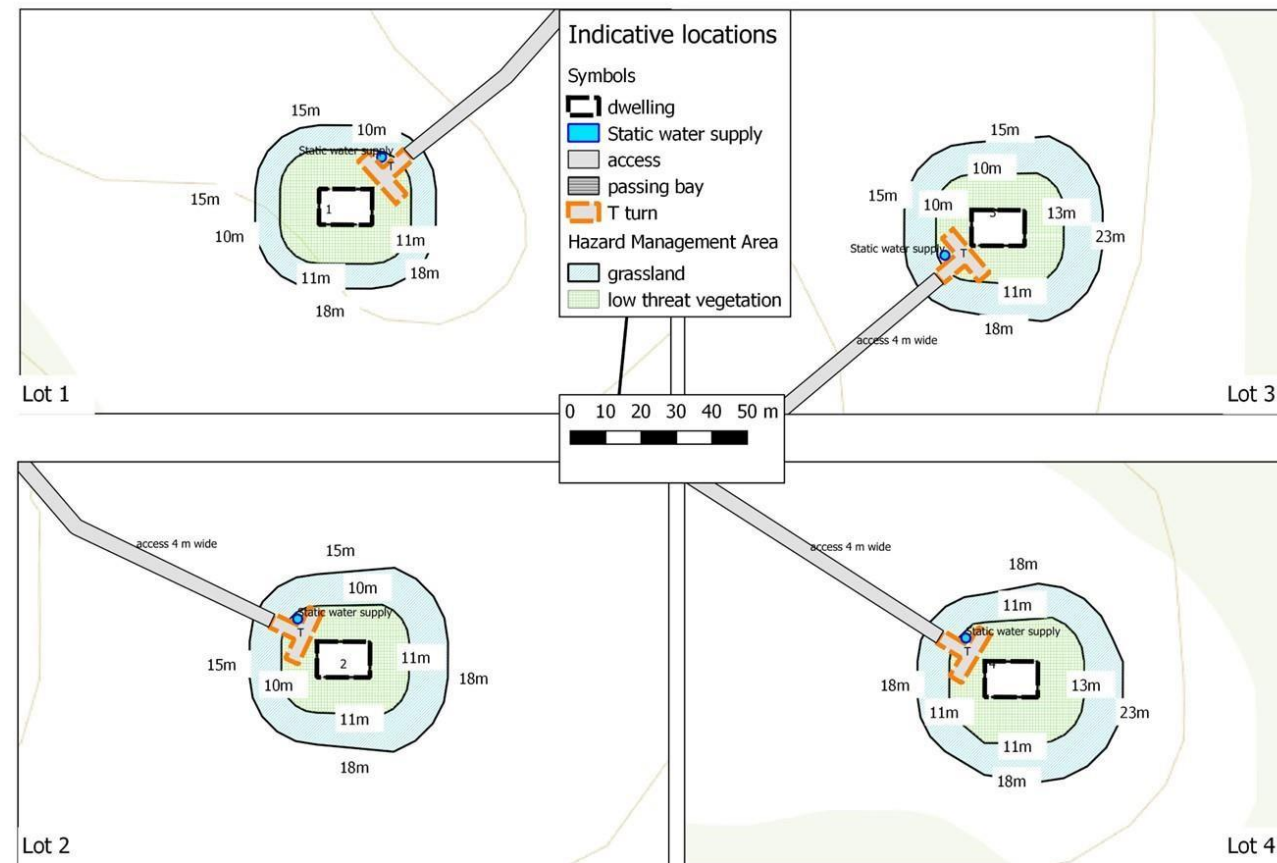 Indicative locations
Symbols
dwelling
Static water supply
access
passing bay
T turn
Hazard Management Area
grassland
low threat vegetation
0 10 20 30 40 50 m
15m
10m
Static water supply
T
15m
1
10m
11m
11m
18m
18m
Lot 1
15m
10m
15m
10m
3
13m
23m
Static water supply
T
11m
18m
access 4 m wide
Lot 3
access 4 m wide
15m
10m
Static water supply
T
15m
2
11m
10m
18m
11m
18m
Lot 2
access 4 m wide
18m
11m
Static water supply
T
4
18m
13m
11m
23m
11m
18m
Lot 4